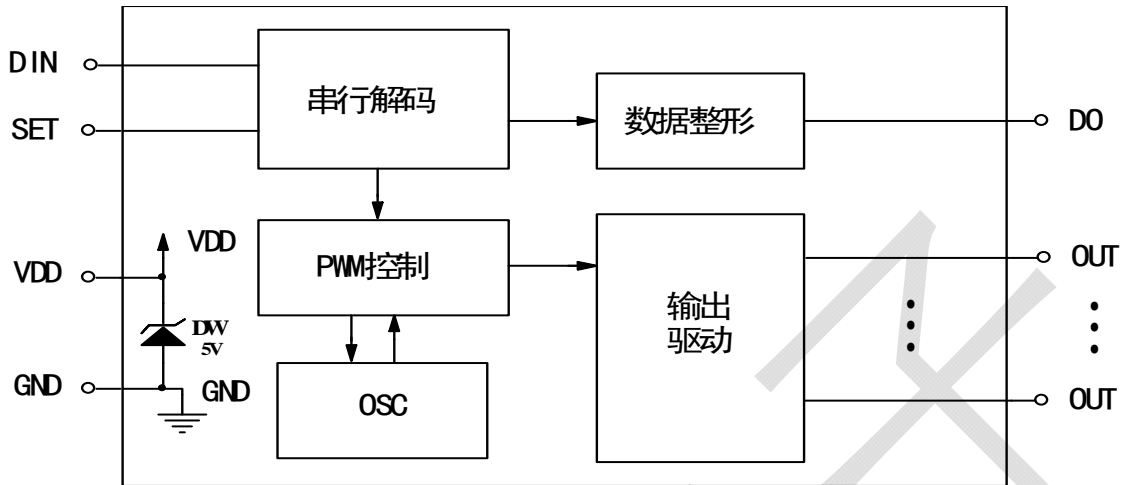 DIN
SET
串行解码
数据整形
DO
VDD
VDD
PWM控制
DW
5V
GND
GND
OSC
输出
驱动
OUT
OUT